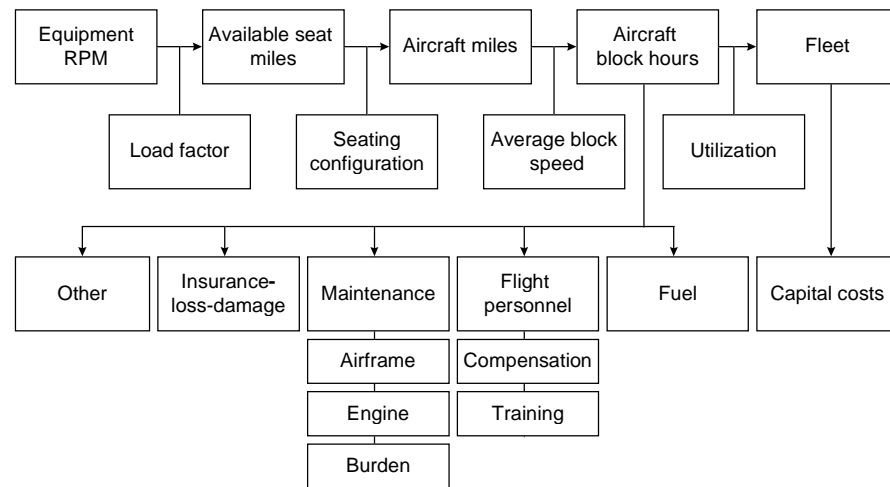 Equipment
RPM
Available seat
miles
Aircraft miles
Aircraft
block hours
Fleet
Load factor
Seating
configuration
Average block
speed
Utilization
Other
Insurance-
loss-damage
Maintenance
Flight
personnel
Fuel
Capital costs
Airframe
Compensation
Engine
Training
Burden